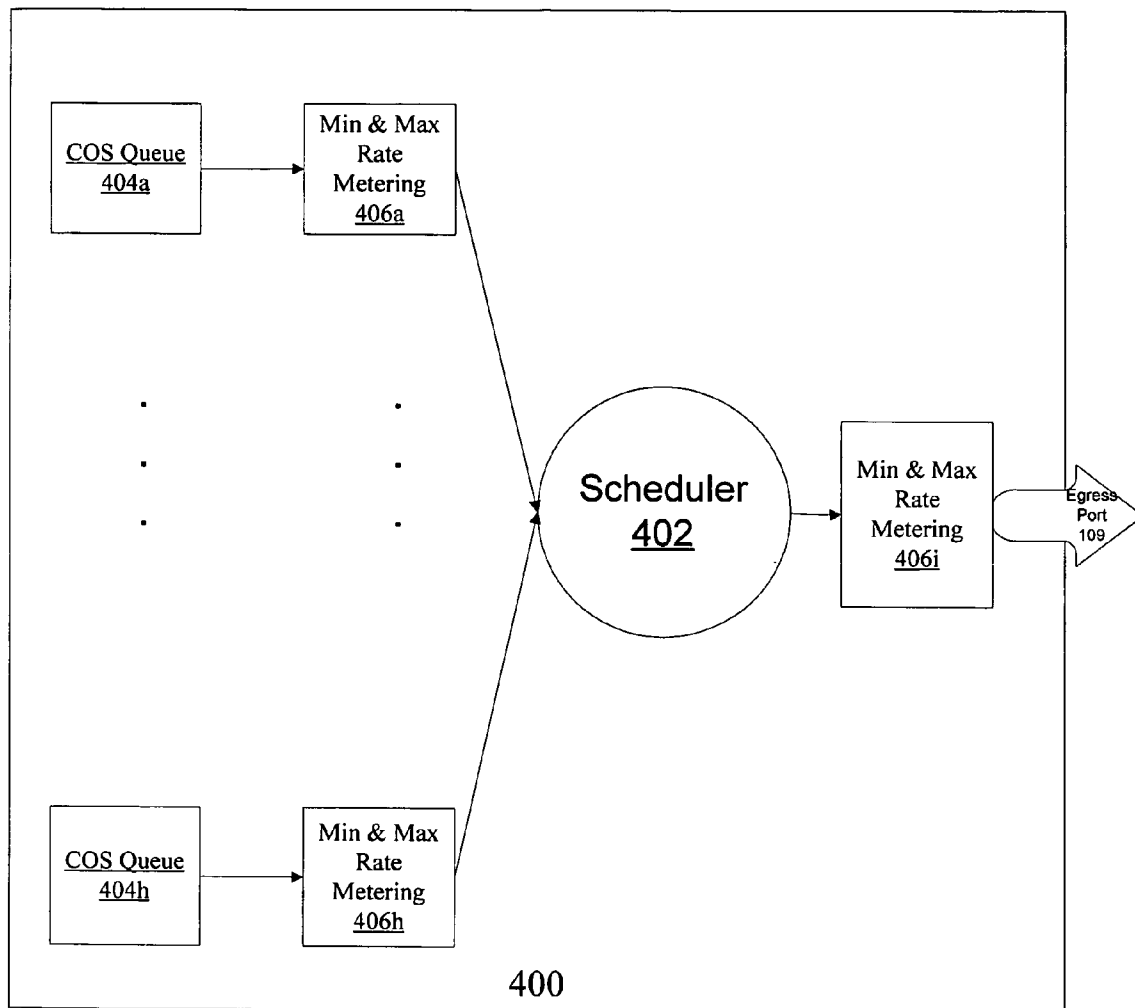 COS Queue
404a
Min & Max
Rate
Metering
406a
Scheduler
402
Min & Max
Rate
Metering
406i
Egress
Port
109
COS Queue
404h
Min & Max
Rate
Metering
406h
400